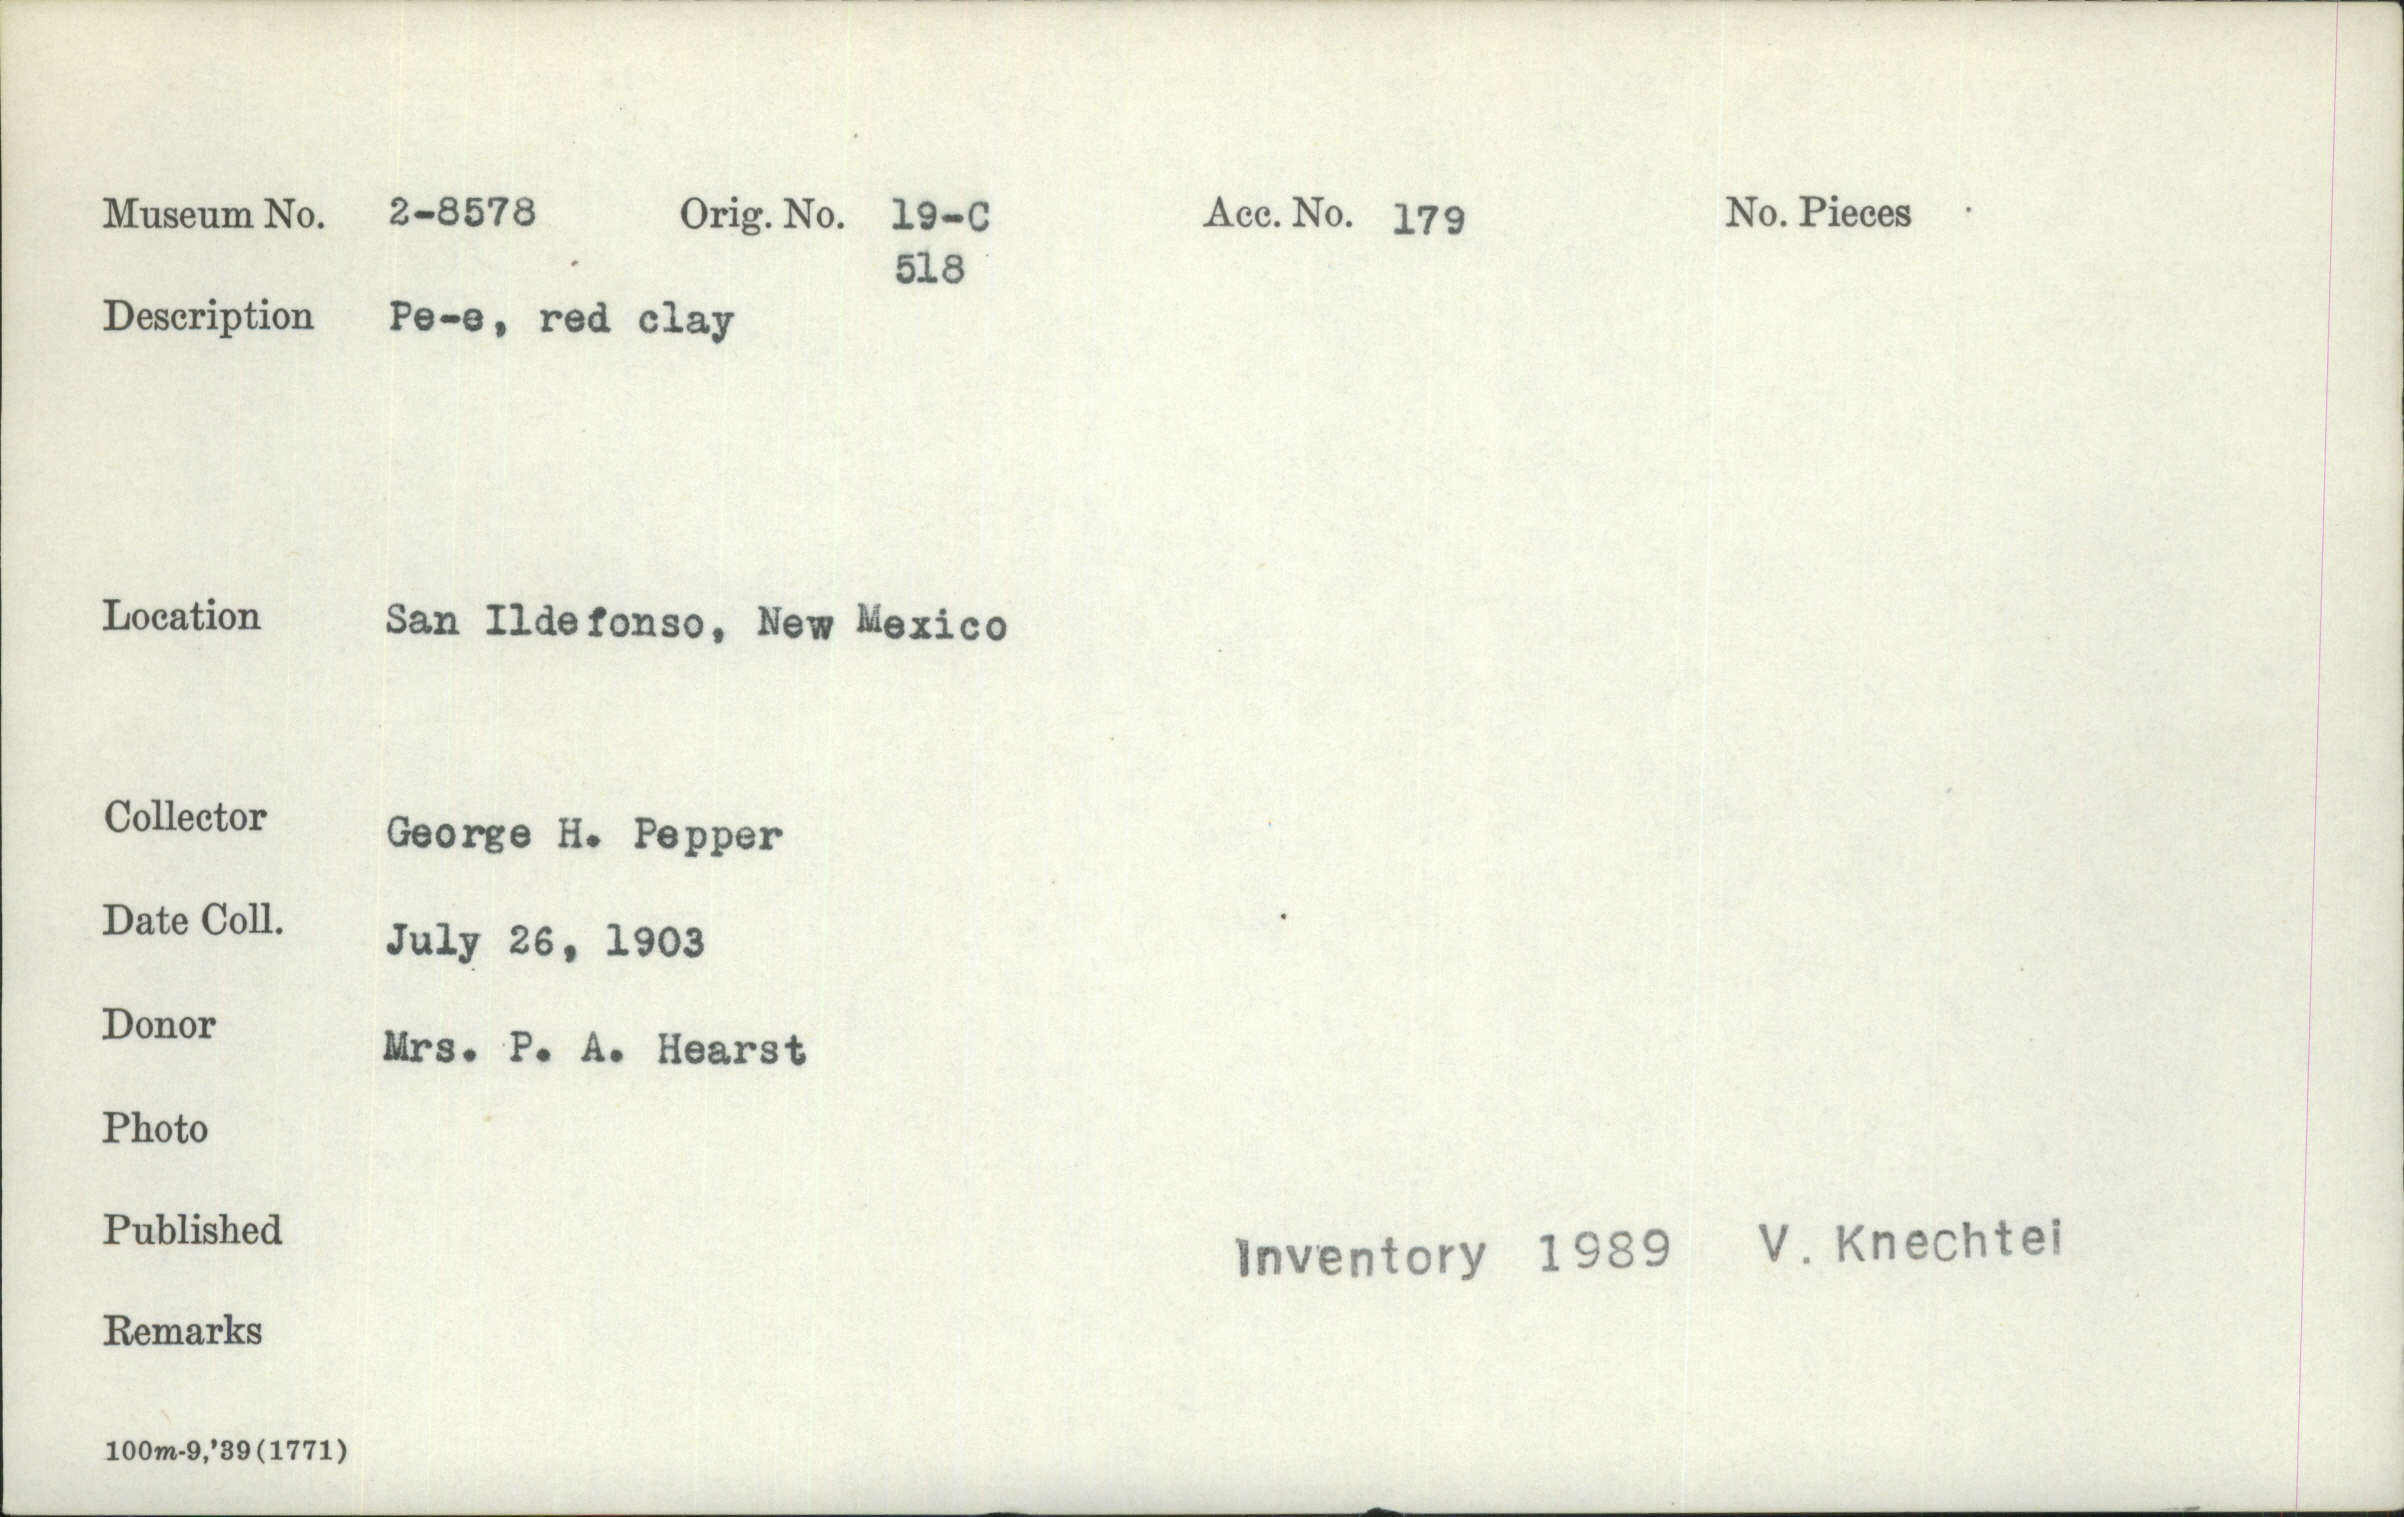 Museum No. 2-8578 Orig. No. 19-C Acc. No. 179 No. Pieces
518
Description Pe-e, red clay
Location San Ildefonso, New Mexico
Collector George H. Pepper
Date Coll. July 26, 1903
Donor Mrs. P. A. Hearst
Photo
Published
Inventory 1989 V. Knechtei
Remarks
100m-9,'39(1771)